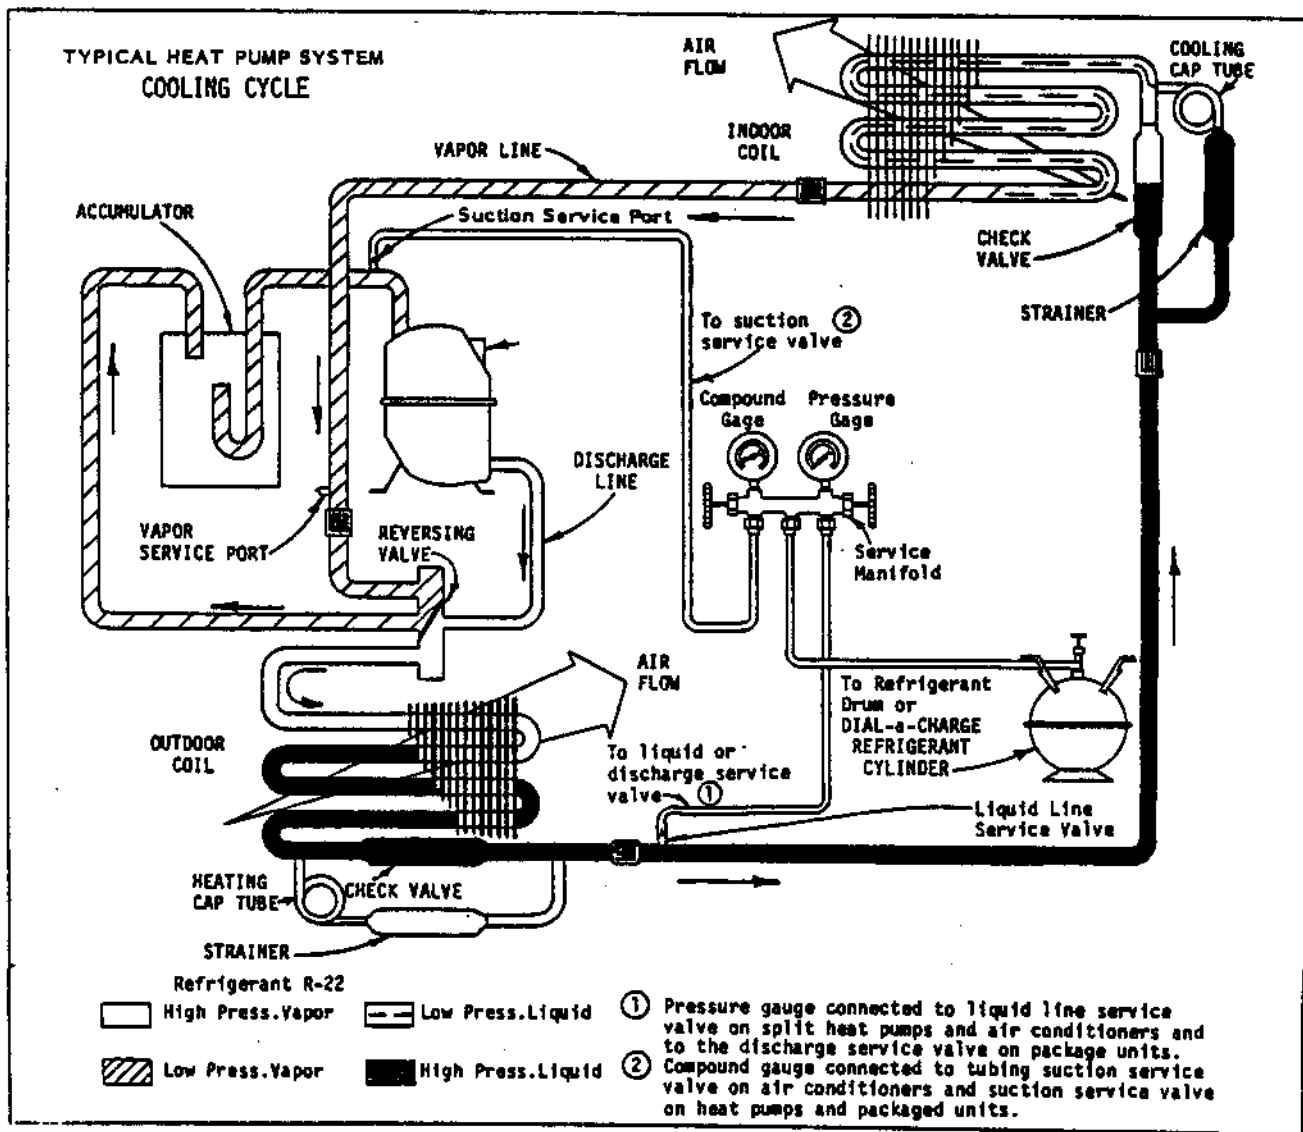 TYPICAL HEAT PUMP SYSTEM
COOLING CYCLE
AIR
FLOW
COOLING
CAP TUBE
INDOOR
COIL
VAPOR LINE
ACCUMULATOR
Suction Service Port
CHECK
VALVE
STRAINER
To suction
service valve
2
Compound
Gage
Pressure
Gage
DISCHARGE
LINE
VAPOR
SERVICE PORT
REVERSING
VALVE
Service
Manifold
AIR
FLOW
To Refrigerant
Drum or
DIAL-a-CHARGE
REFRIGERANT
CYLINDER
OUTDOOR
COIL
To liquid or
discharge service
valve
1
Liquid Line
Service Valve
HEATING
CAP TUBE
CHECK VALVE
STRAINER
Refrigerant R-22
High Press.Vapor
Low Press.Liquid
Low Press.Vapor
High Press.Liquid
1 Pressure gauge connected to liquid line service
valve on split heat pumps and air conditioners and
to the discharge service valve on package units.
2 Compound gauge connected to tubing suction service
valve on air conditioners and suction service valve
on heat pumps and packaged units.